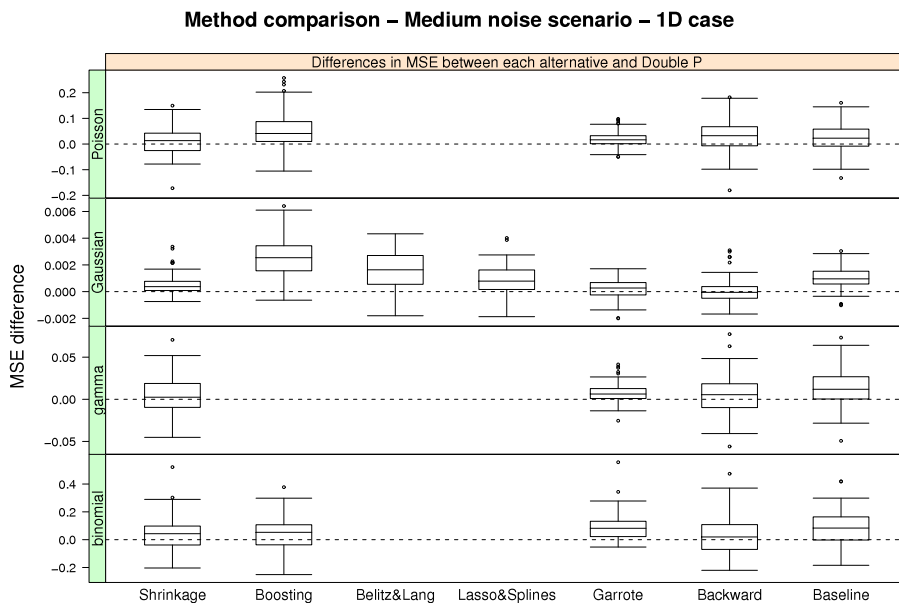 Method comparison – Medium noise scenario – 1D case
Differences in MSE between each alternative and Double P
MSE difference
Poisson
0.2
0.1
0.0
−0.1
−0.2
Gaussian
0.006
0.004
0.002
0.000
−0.002
gamma
0.05
0.00
−0.05
binomial
0.4
0.2
0.0
−0.2
Shrinkage Boosting Belitz&Lang Lasso&Splines Garrote Backward Baseline